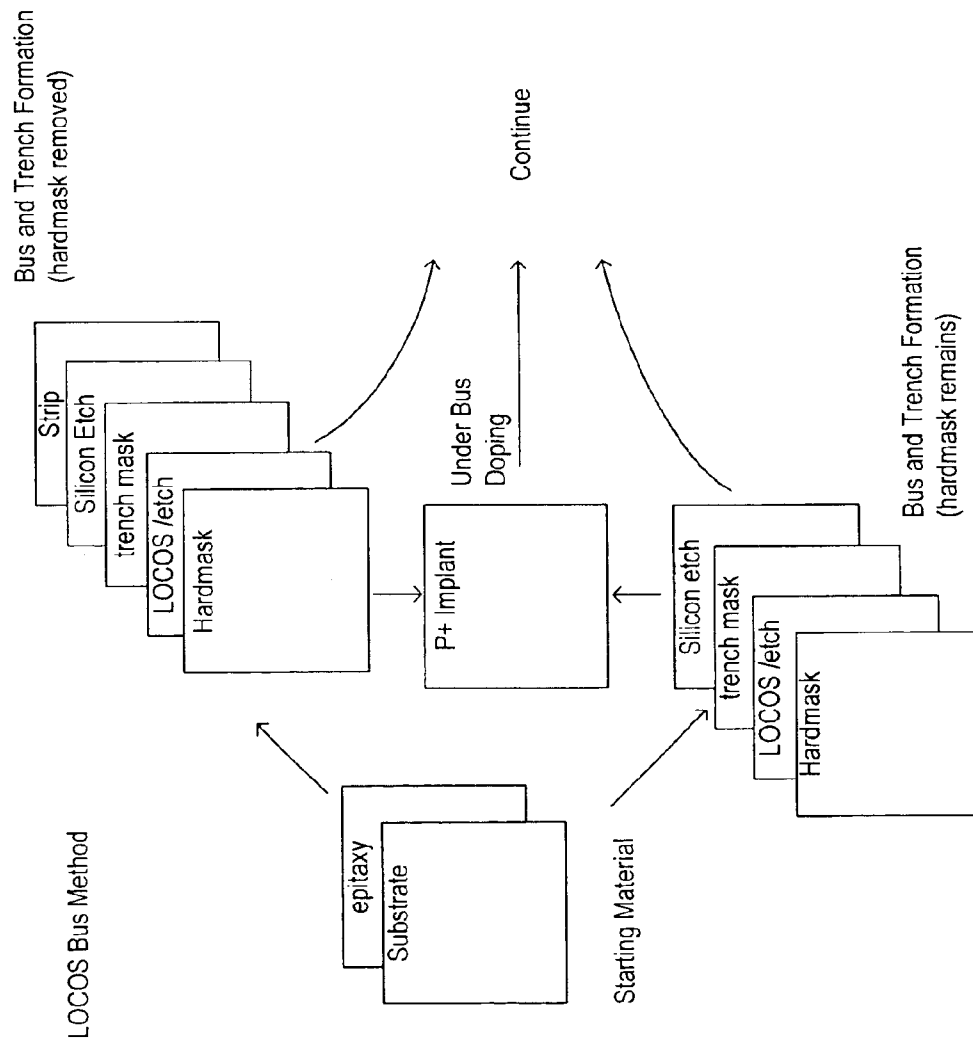 LOCOS Bus Method
Starting Material
Substrate
epitaxy
Bus and Trench Formation
(hardmask removed)
Hardmask
LOCOS /etch
trench mask
Silicon Etch
Strip
Bus and Trench Formation
(hardmask remains)
Hardmask
LOCOS /etch
trench mask
Silicon etch
P+ Implant
Under Bus
Doping
Continue